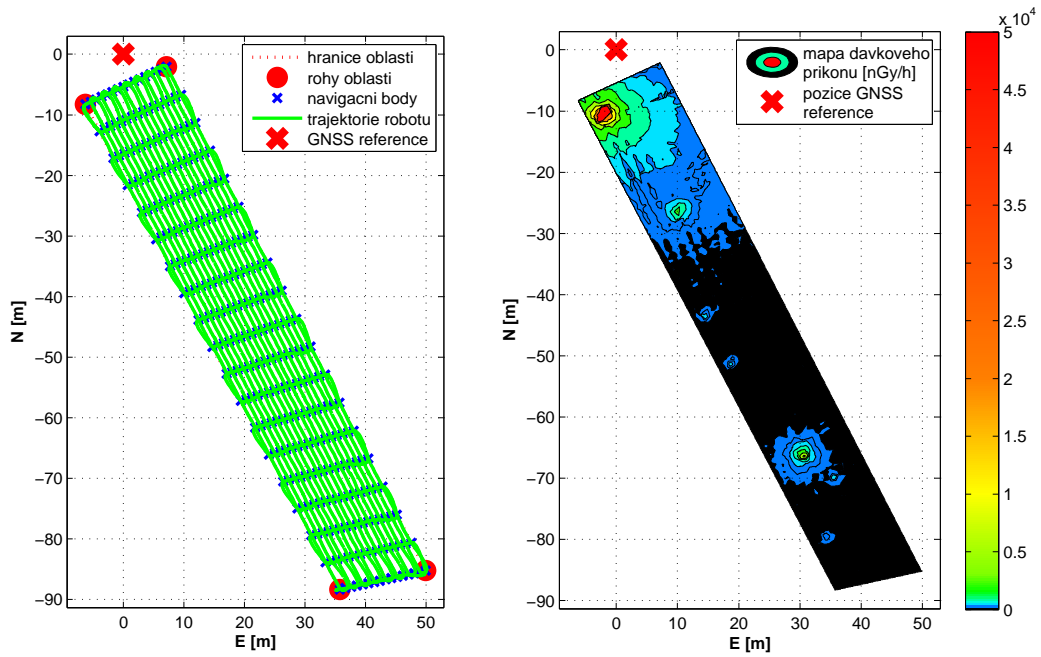 hranice oblasti
rohy oblasti
navigacni body
trajektorie robotu
GNSS reference
0
−10
−20
−30
−40
−50
−60
−70
−80
−90
N [m]
0 10 20 30 40 50
E [m]
mapa davkoveho
prikonu [nGy/h]
pozice GNSS
reference
0
−10
−20
−30
−40
−50
−60
−70
−80
−90
N [m]
0 10 20 30 40 50
E [m]
x 10⁴
5
4.5
4
3.5
3
2.5
2
1.5
1
0.5
0